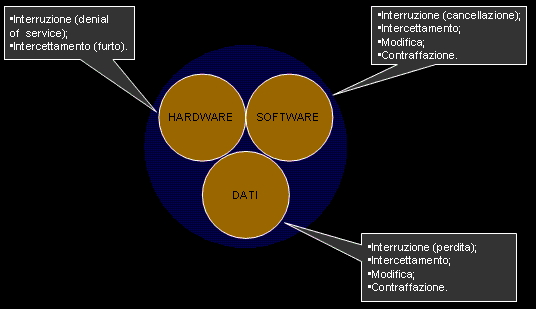 •Interruzione (denial
of service);
•Intercettamento (furto).
•Interruzione (cancellazione);
•Intercettamento;
•Modifica;
•Contraffazione.
HARDWARE
SOFTWARE
DATI
•Interruzione (perdita);
•Intercettamento;
•Modifica;
•Contraffazione.